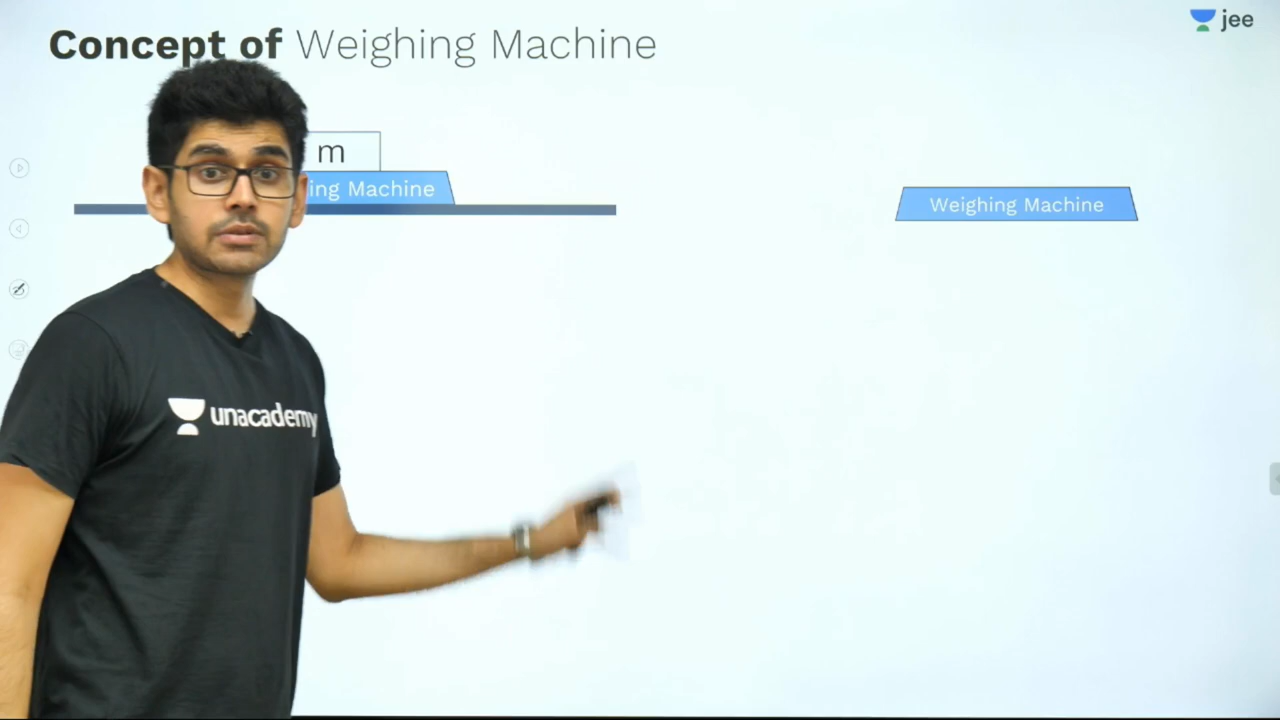 Concept of Weighing Machine
jee
m
ing Machine
Weighing Machine
unacademy